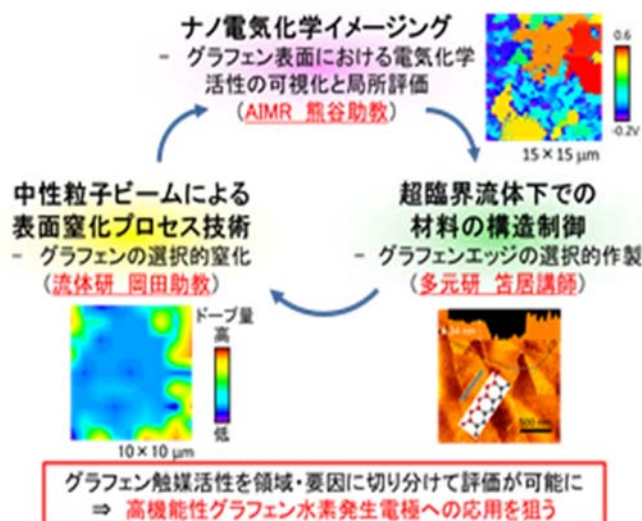 ナノ電気化学イメージング
- グラフェン表面における電気化学
活性の可視化と局所評価
(AIMR 熊谷助教)
0.6
-0.2V
15×15 μm
中性粒子ビームによる
表面窒化プロセス技術
- グラフェンの選択的窒化
(流体研 岡田助教)
超臨界流体下での
材料の構造制御
- グラフェンエッジの選択的作製
(多元研 笘居講師)
ドープ量
高
低
10×10 μm
500 nm
グラフェン触媒活性を領域・要因に切り分けて評価が可能に
⇒ 高機能性グラフェン水素発生電極への応用を狙う